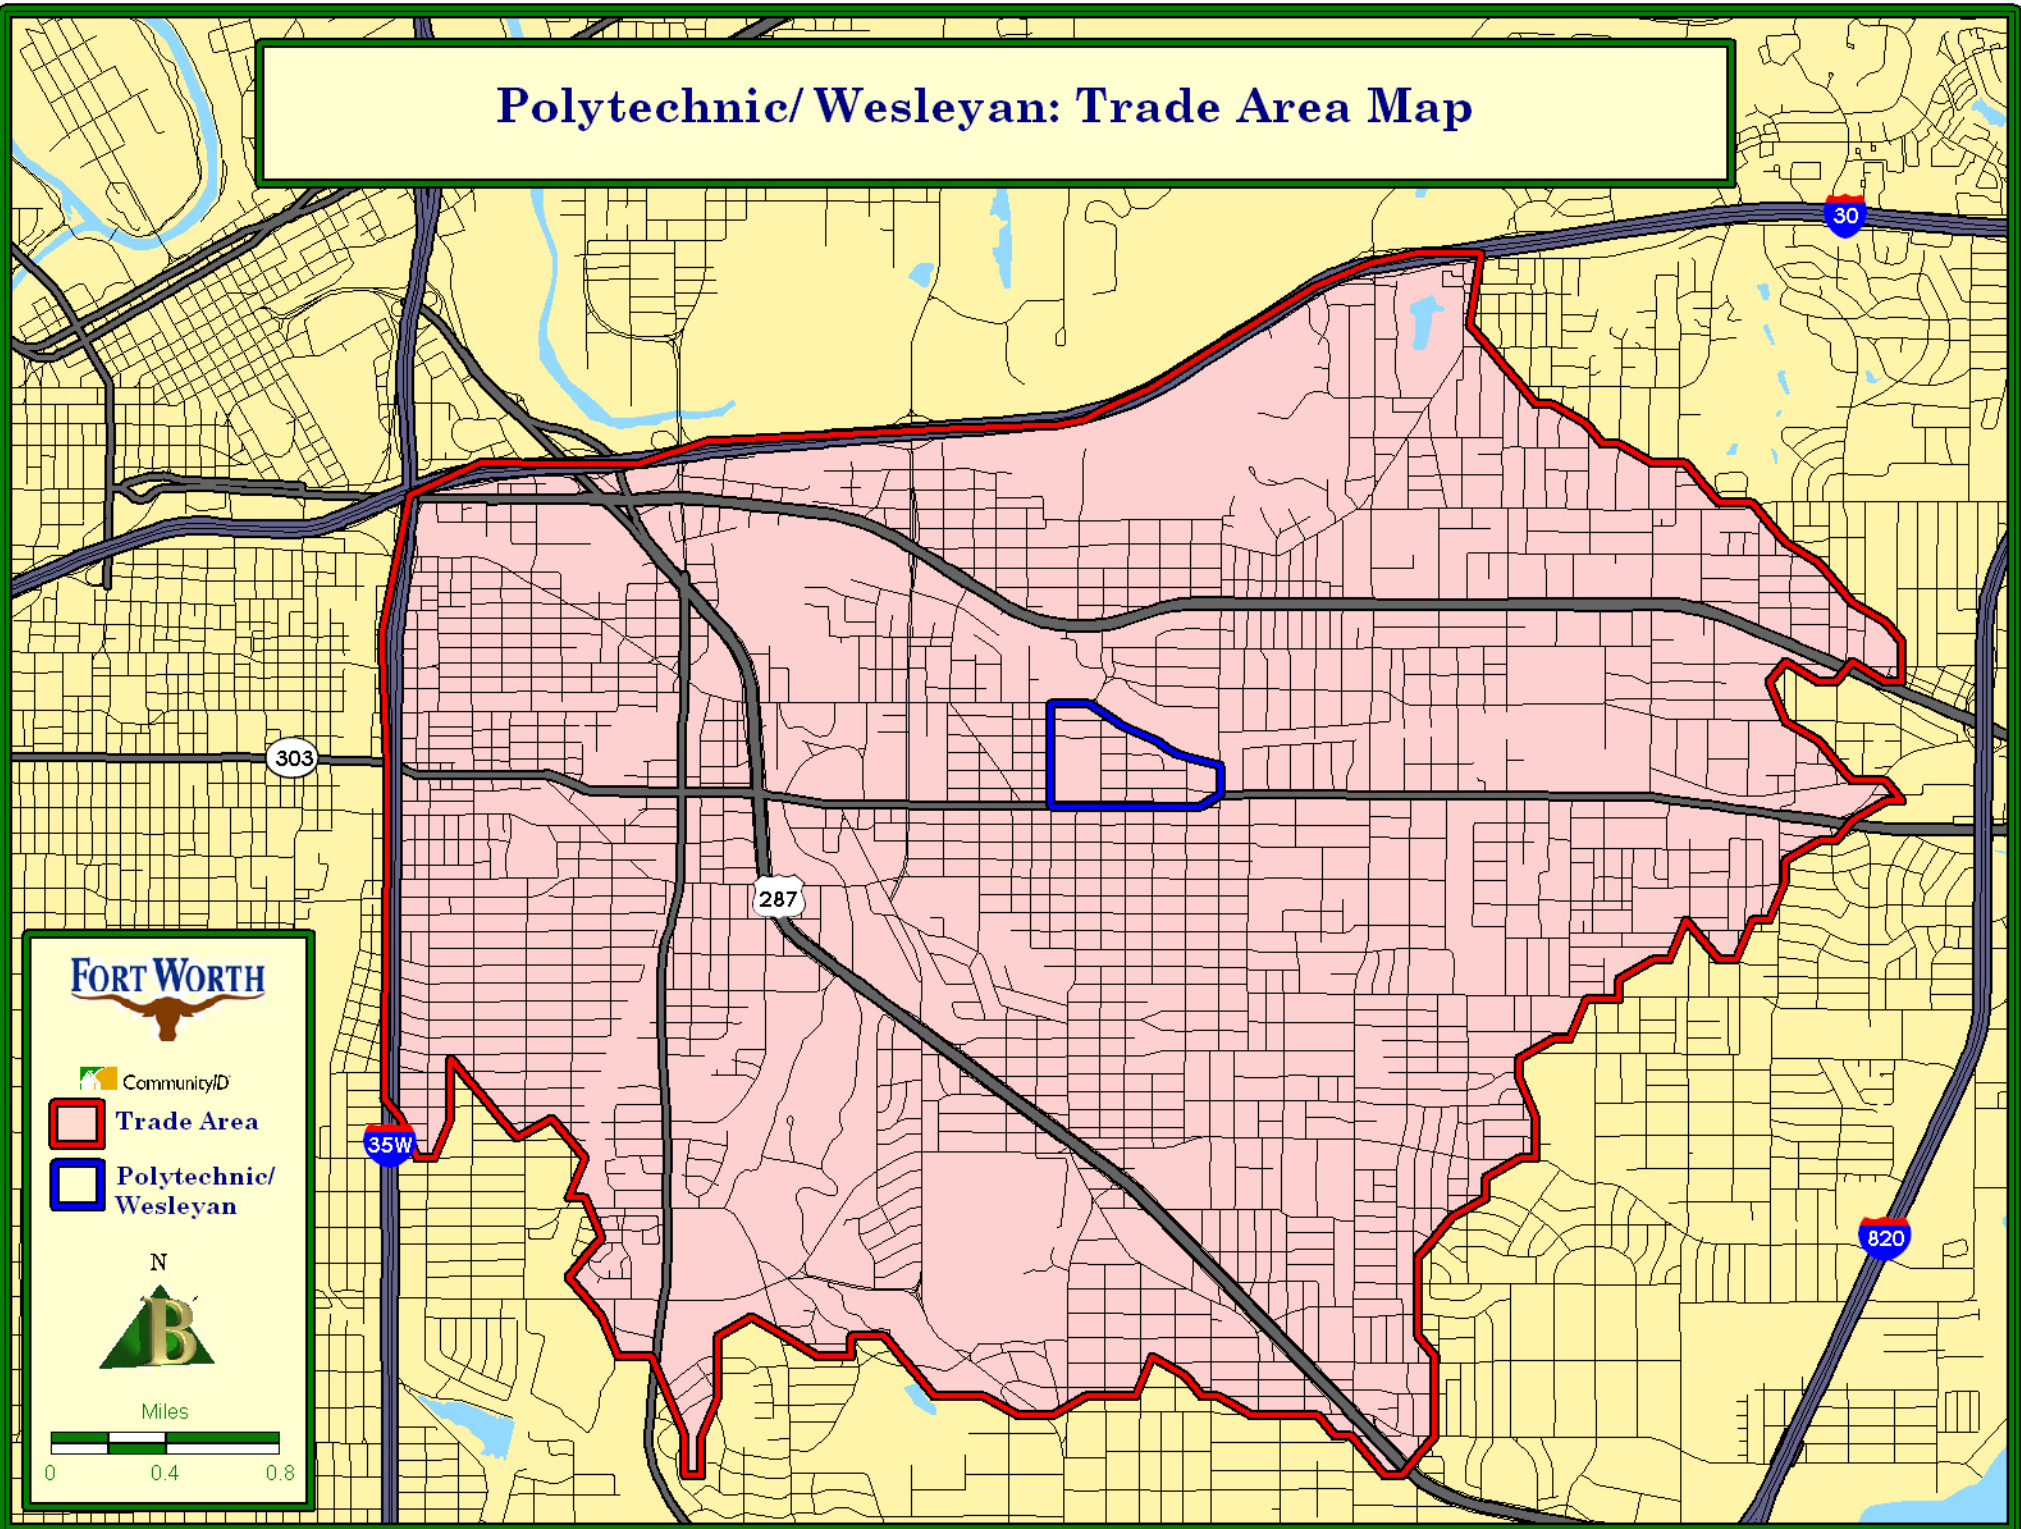 Polytechnic/ Wesleyan: Trade Area Map
30
303
287
FORT WORTH
CommunityID
Trade Area
35W
Polytechnic/
Wesleyan
820
N
B
Miles
0 0.4 0.8